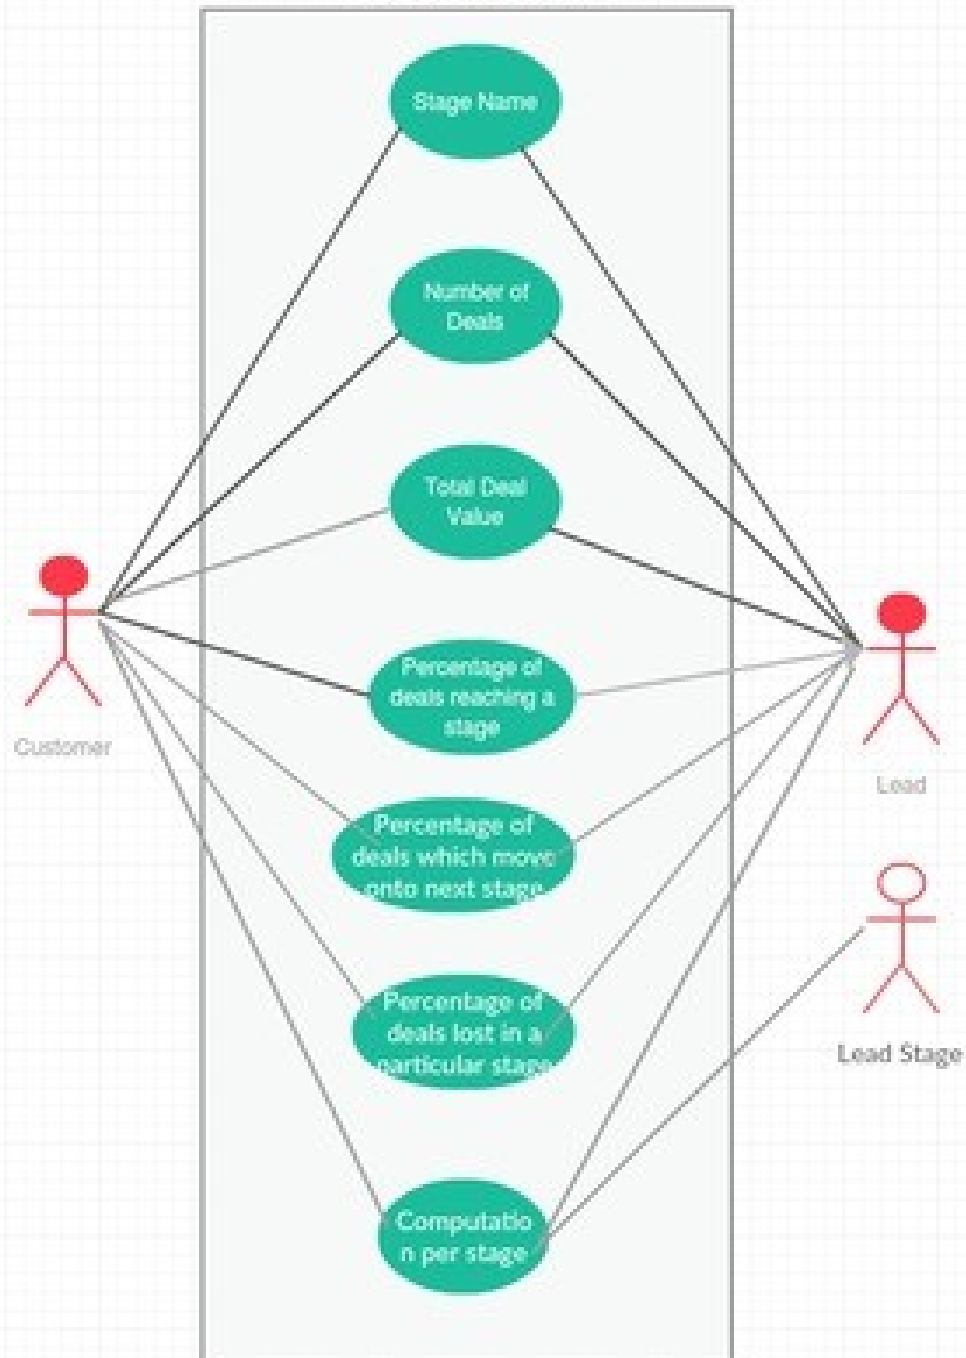 Stage Name
Number of
Deals
Total Deal
Value
Percentage of
deals reaching a
stage
Customer
Lead
Percentage of
deals which move
onto next stage
Percentage of
deals lost in a
particular stage
Lead Stage
Computatio
n per stage